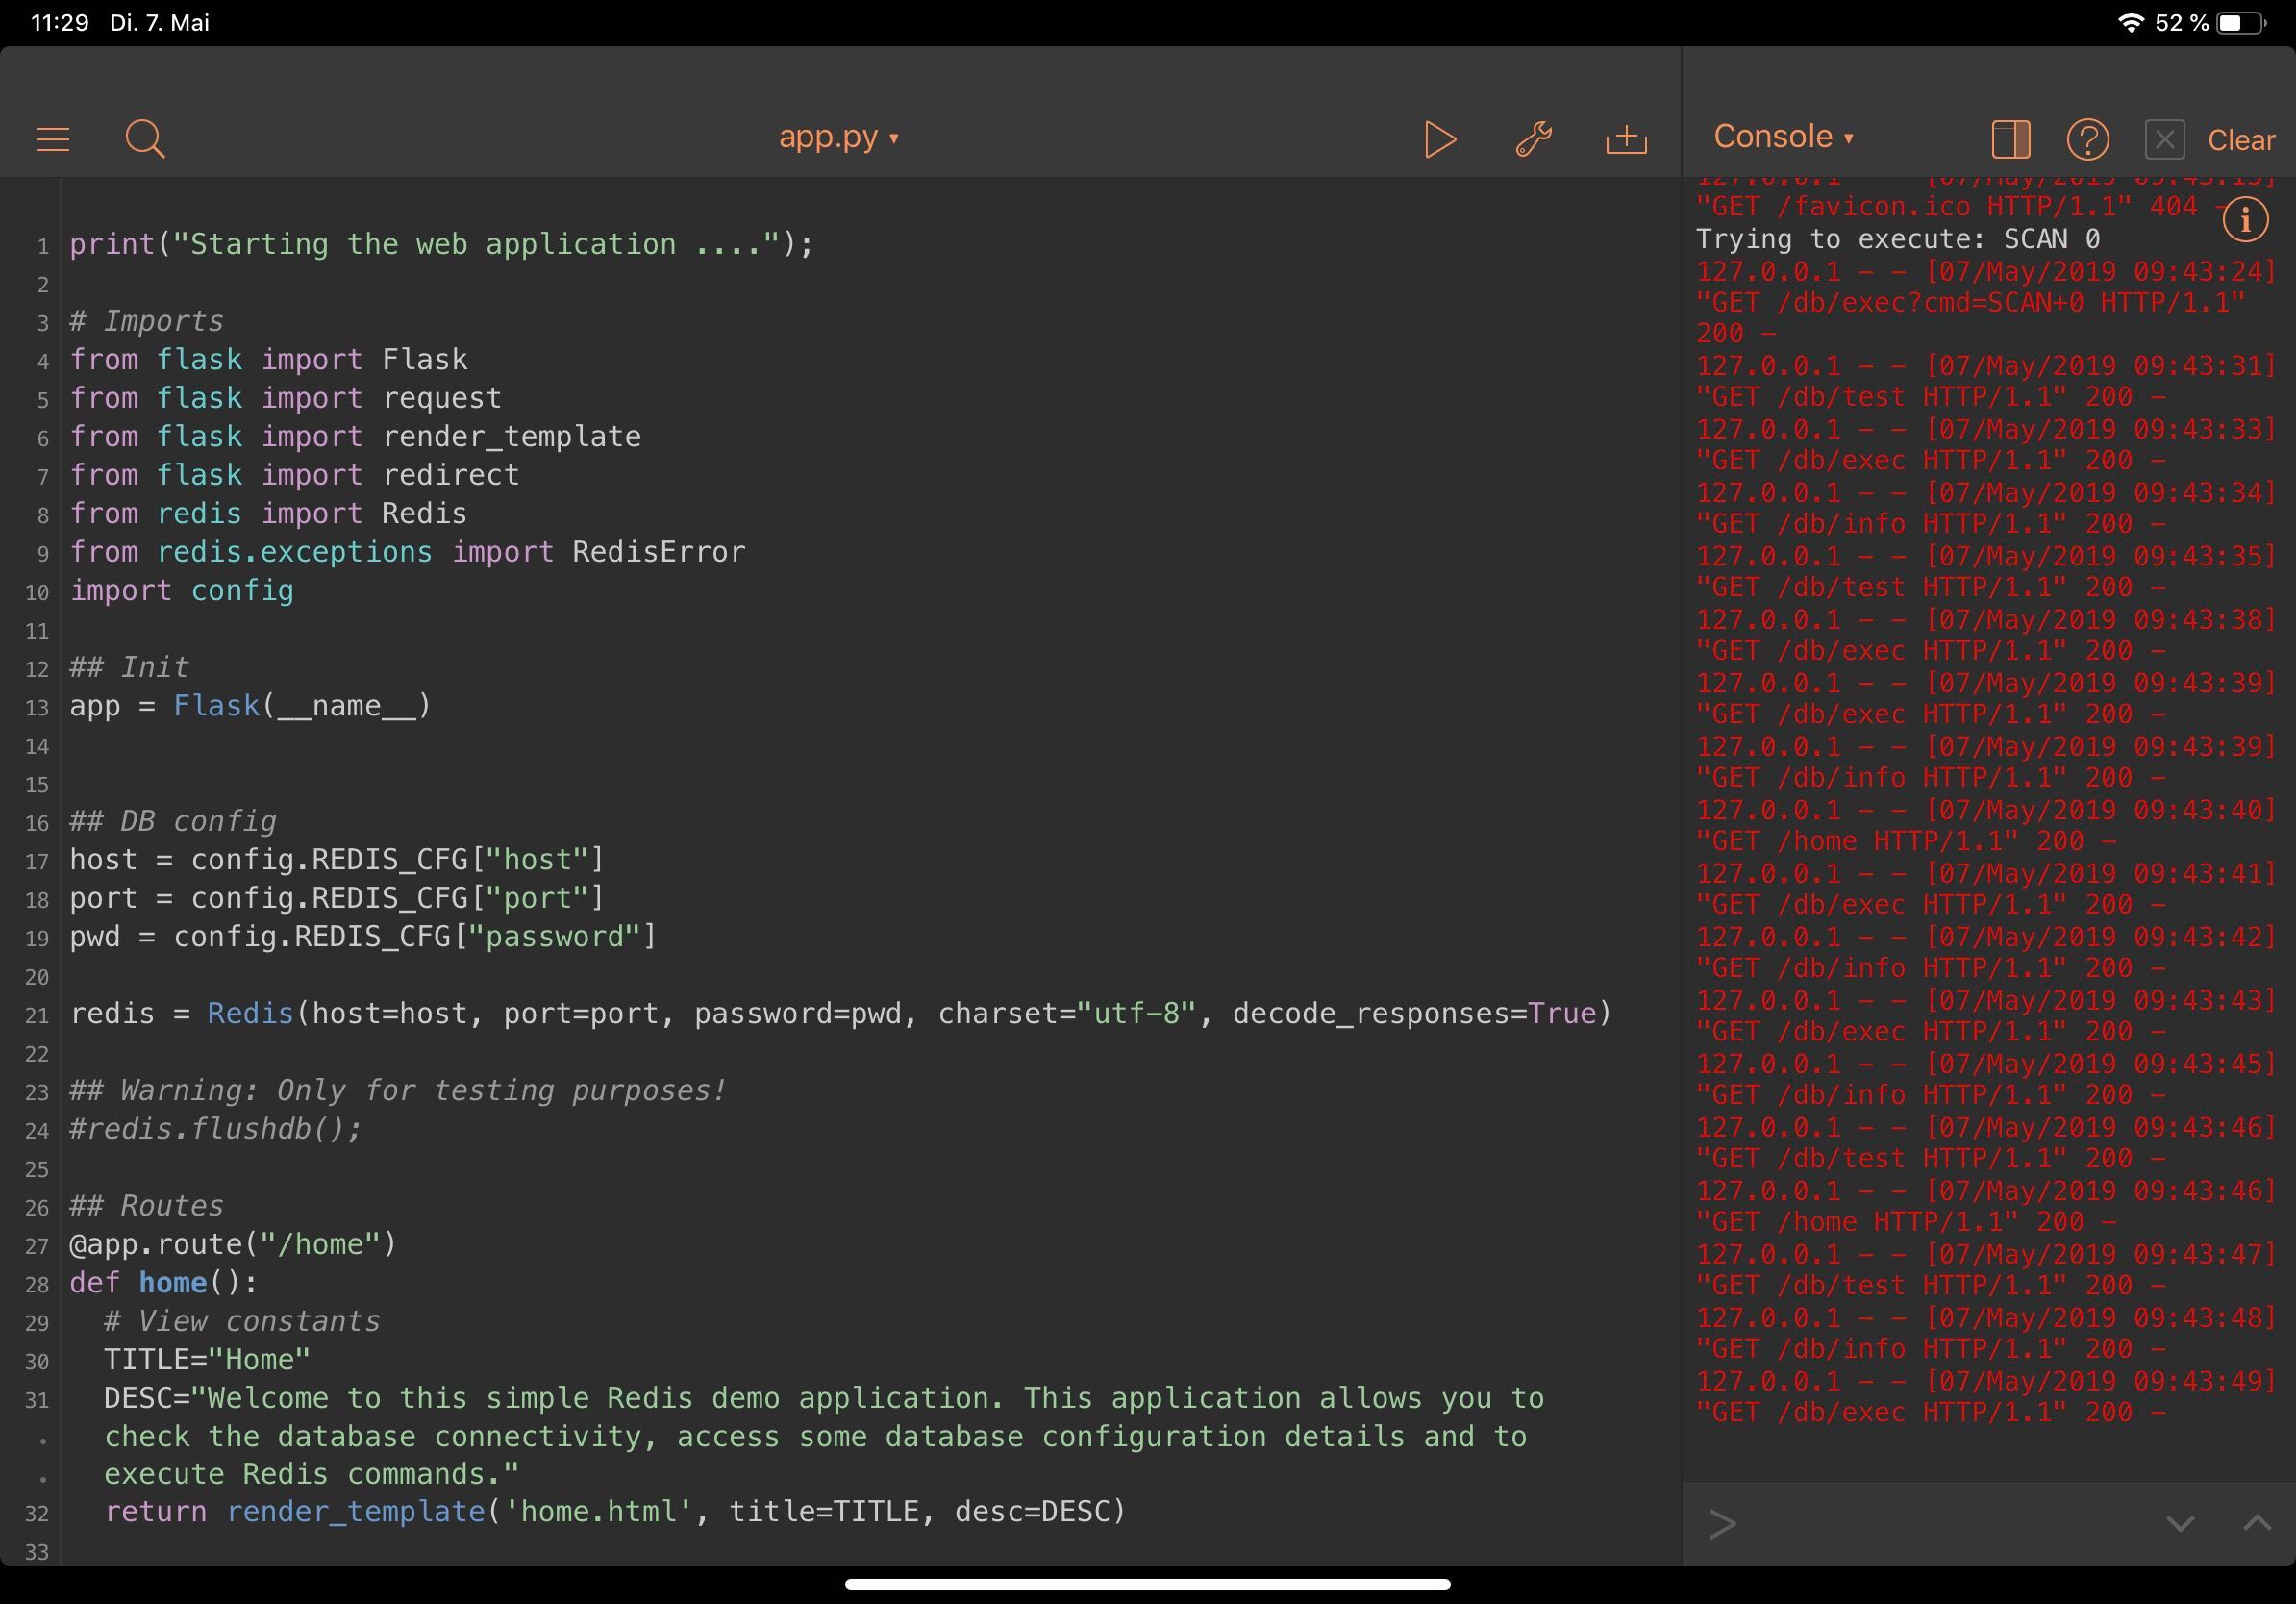 11:29 Di. 7. Mai
52 %
app.py ▾
Console ▾
Clear
1 print("Starting the web application ....");
2
3 # Imports
4 from flask import Flask
5 from flask import request
6 from flask import render_template
7 from flask import redirect
8 from redis import Redis
9 from redis.exceptions import RedisError
10 import config
11
12 ## Init
13 app = Flask(__name__)
14
15
16 ## DB config
17 host = config.REDIS_CFG["host"]
18 port = config.REDIS_CFG["port"]
19 pwd = config.REDIS_CFG["password"]
20
21 redis = Redis(host=host, port=port, password=pwd, charset="utf-8", decode_responses=True)
22
23 ## Warning: Only for testing purposes!
24 #redis.flushdb();
25
26 ## Routes
27 @app.route("/home")
28 def home():
29 # View constants
30 TITLE="Home"
31 DESC="Welcome to this simple Redis demo application. This application allows you to
check the database connectivity, access some database configuration details and to
execute Redis commands."
32 return render_template('home.html', title=TITLE, desc=DESC)
33
"GET /favicon.ico HTTP/1.1" 404 -
Trying to execute: SCAN 0
127.0.0.1 - - [07/May/2019 09:43:24]
"GET /db/exec?cmd=SCAN+0 HTTP/1.1"
200 -
127.0.0.1 - - [07/May/2019 09:43:31]
"GET /db/test HTTP/1.1" 200 -
127.0.0.1 - - [07/May/2019 09:43:33]
"GET /db/exec HTTP/1.1" 200 -
127.0.0.1 - - [07/May/2019 09:43:34]
"GET /db/info HTTP/1.1" 200 -
127.0.0.1 - - [07/May/2019 09:43:35]
"GET /db/test HTTP/1.1" 200 -
127.0.0.1 - - [07/May/2019 09:43:38]
"GET /db/exec HTTP/1.1" 200 -
127.0.0.1 - - [07/May/2019 09:43:39]
"GET /db/exec HTTP/1.1" 200 -
127.0.0.1 - - [07/May/2019 09:43:39]
"GET /db/info HTTP/1.1" 200 -
127.0.0.1 - - [07/May/2019 09:43:40]
"GET /home HTTP/1.1" 200 -
127.0.0.1 - - [07/May/2019 09:43:41]
"GET /db/exec HTTP/1.1" 200 -
127.0.0.1 - - [07/May/2019 09:43:42]
"GET /db/info HTTP/1.1" 200 -
127.0.0.1 - - [07/May/2019 09:43:43]
"GET /db/exec HTTP/1.1" 200 -
127.0.0.1 - - [07/May/2019 09:43:45]
"GET /db/info HTTP/1.1" 200 -
127.0.0.1 - - [07/May/2019 09:43:46]
"GET /db/test HTTP/1.1" 200 -
127.0.0.1 - - [07/May/2019 09:43:46]
"GET /home HTTP/1.1" 200 -
127.0.0.1 - - [07/May/2019 09:43:47]
"GET /db/test HTTP/1.1" 200 -
127.0.0.1 - - [07/May/2019 09:43:48]
"GET /db/info HTTP/1.1" 200 -
127.0.0.1 - - [07/May/2019 09:43:49]
"GET /db/exec HTTP/1.1" 200 -
>